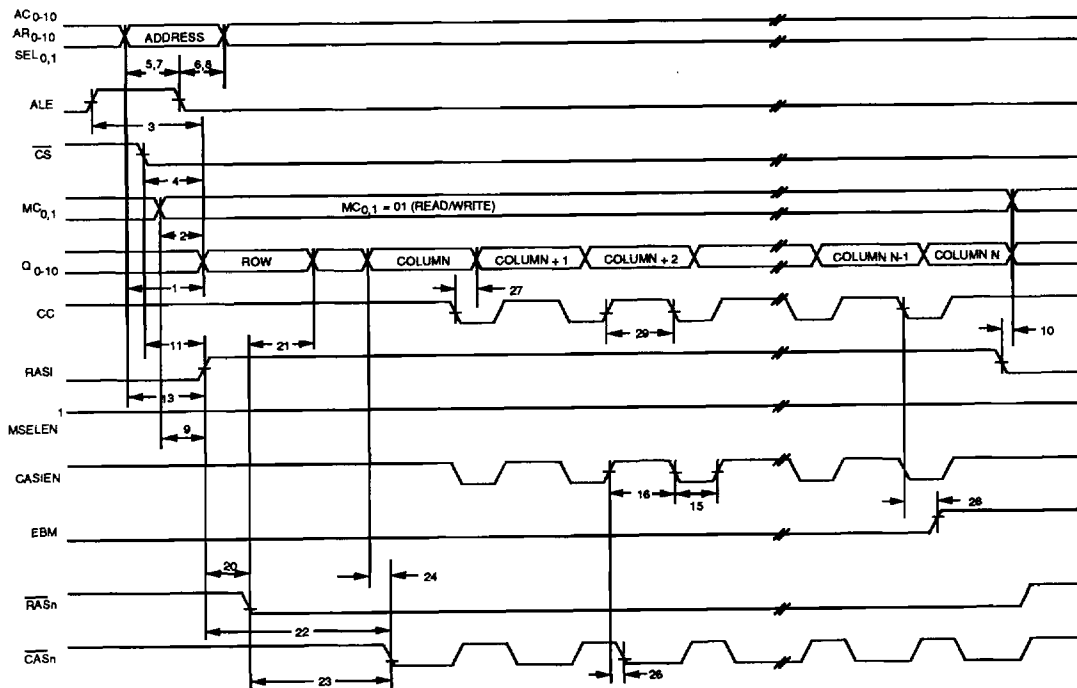 AC0-10
AR0-10 ADDRESS
SEL0,1
5,7 6,8
ALE
3
CS
4
MC0,1 MC0,1 = 01 (READ/WRITE)
2
Q 0-10 ROW COLUMN COLUMN + 1 COLUMN + 2 COLUMN N-1 COLUMN N
1 27
CC
29 10
11 21
RASI
13
1
MSELEN
9
CASIEN
16 15
28
EBM
20 24
RASn
22
CASn
23 26